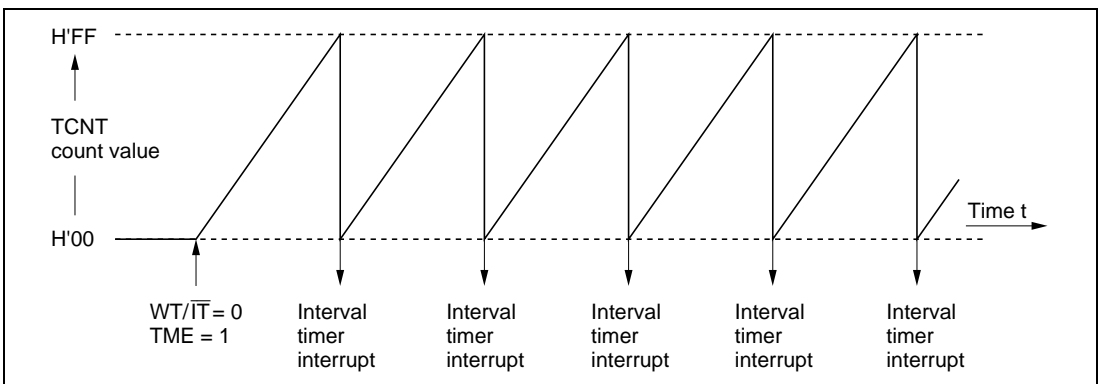 H'FF
TCNT
count value
H'00
Time t
WT/I̅T̅ = 0
TME = 1
Interval
timer
interrupt
Interval
timer
interrupt
Interval
timer
interrupt
Interval
timer
interrupt
Interval
timer
interrupt